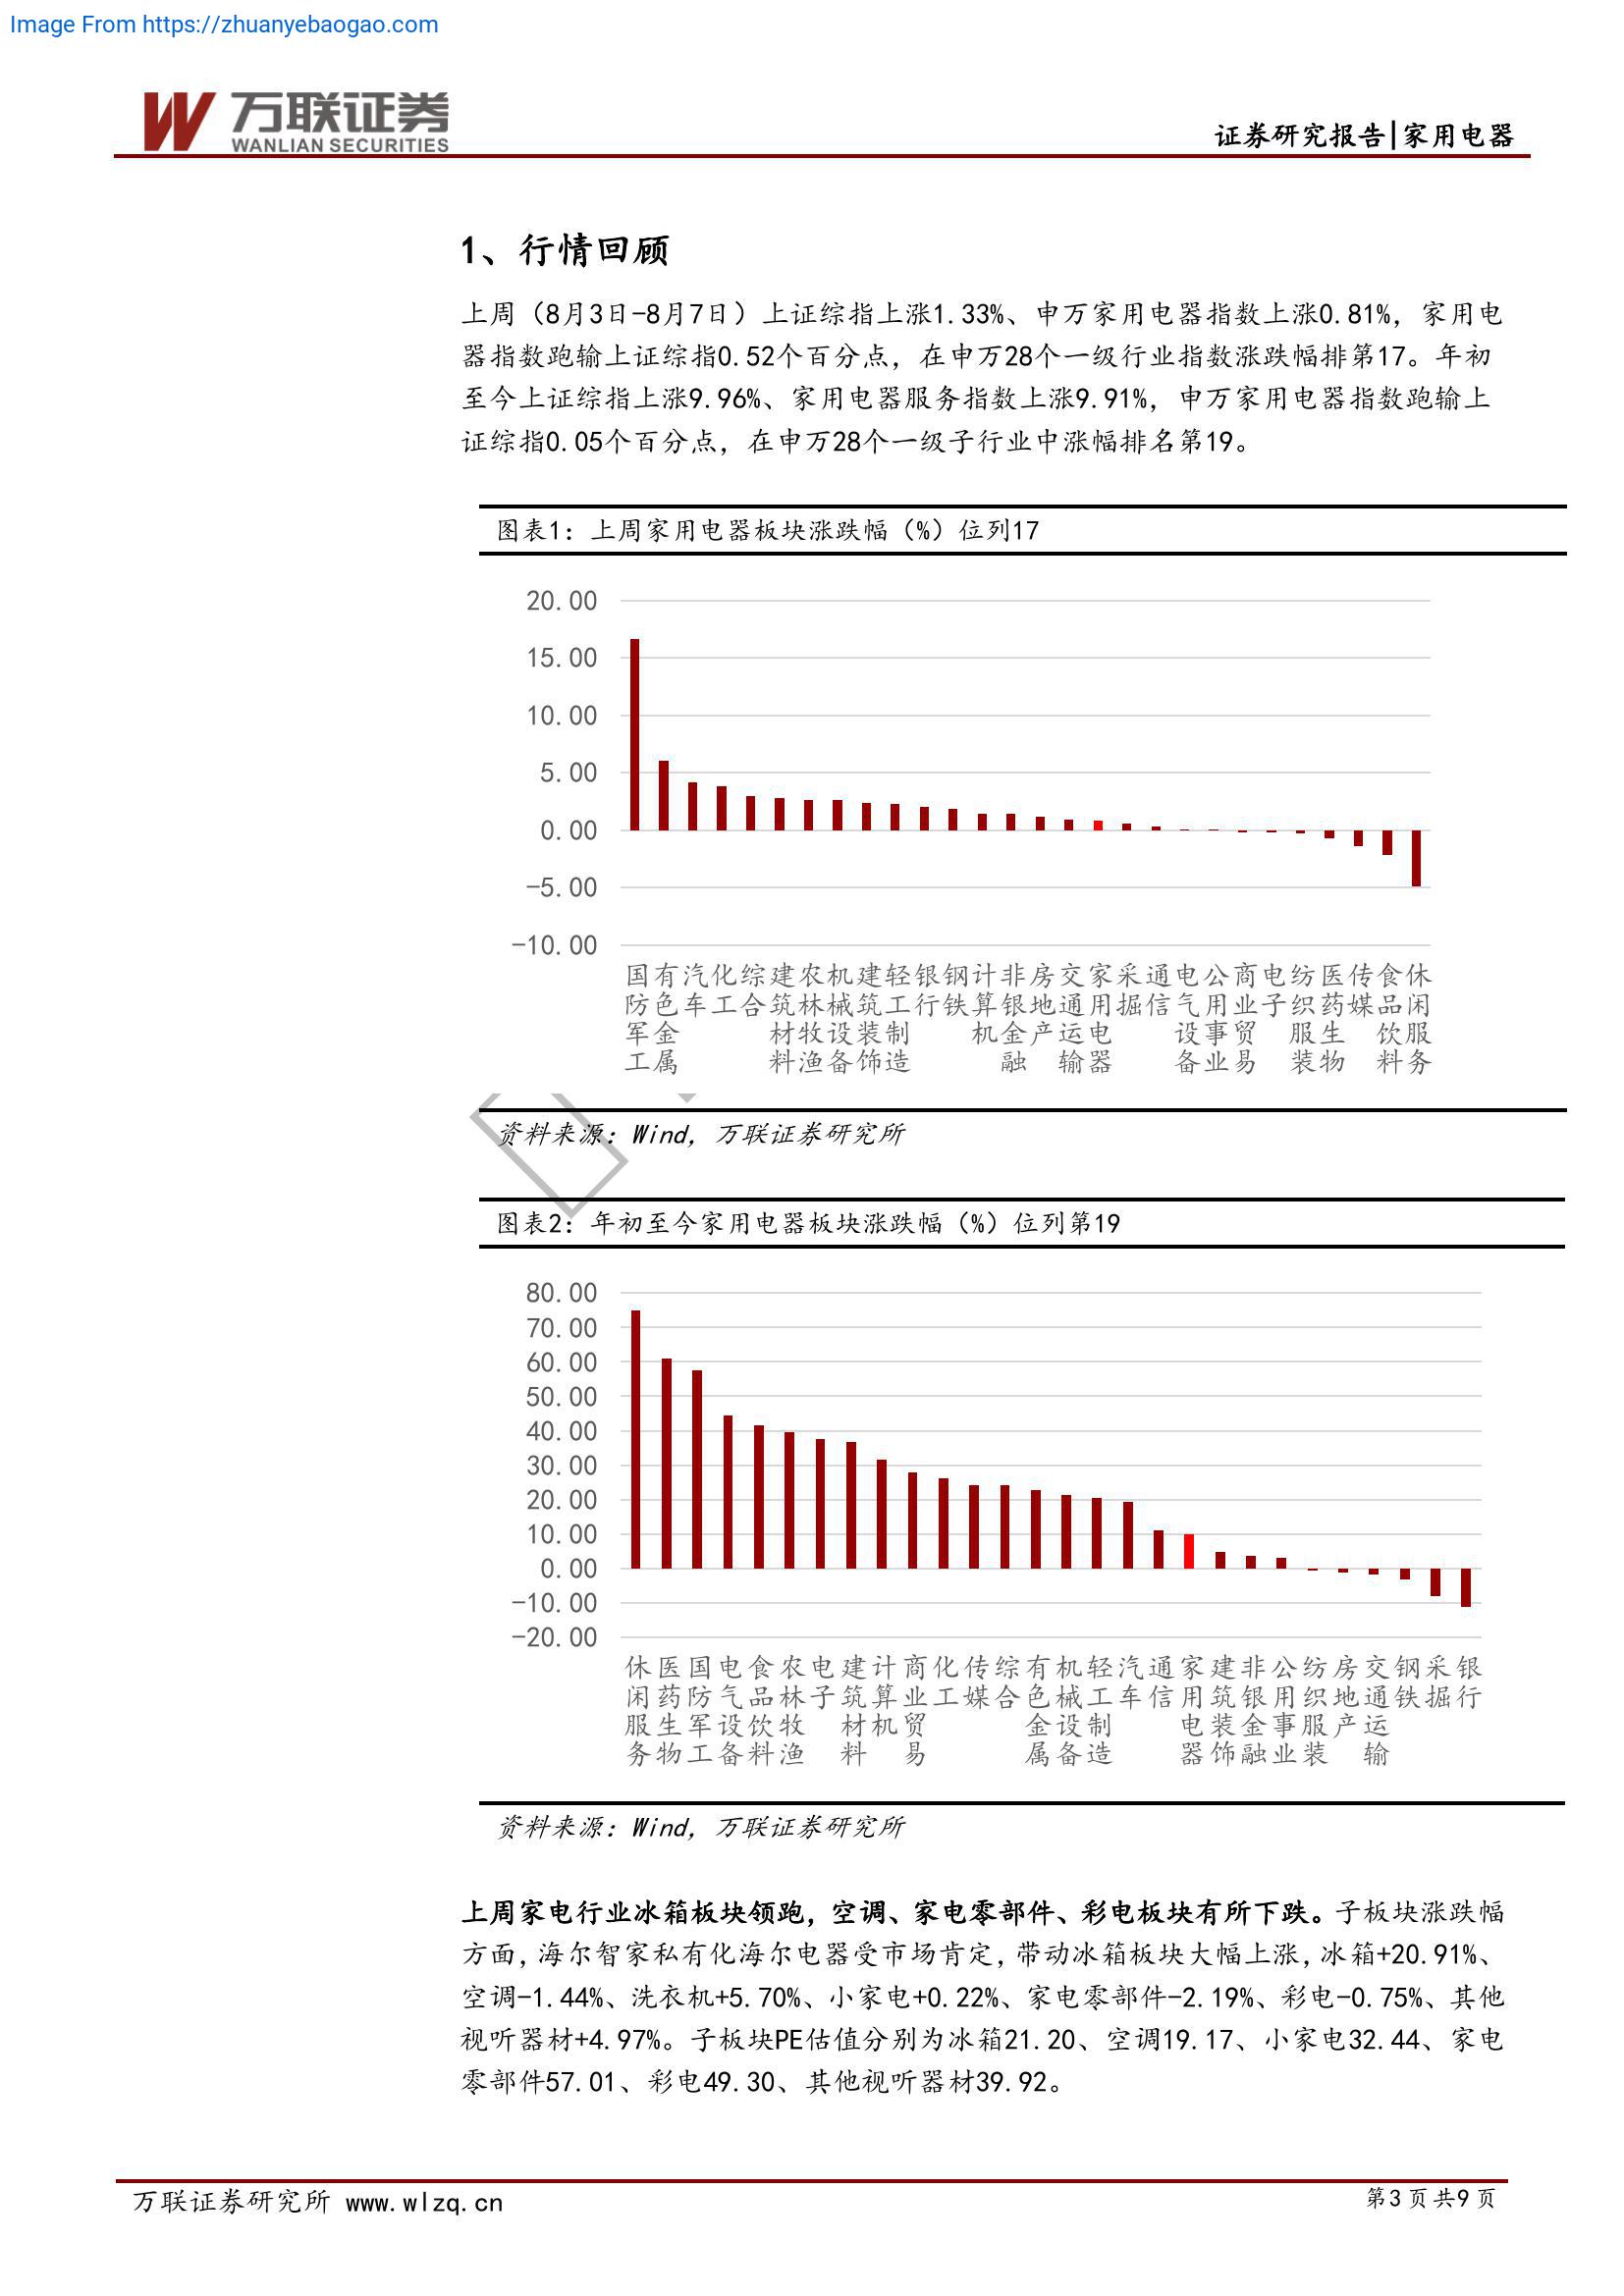 Image From https://zhuanyebaogao.com
万联证券
WANLIAN SECURITIES
证券研究报告|家用电器
1、行情回顾
上周（8月3日-8月7日）上证综指上涨1.33%、申万家用电器指数上涨0.81%，家用电
器指数跑输上证综指0.52个百分点，在申万28个一级行业指数涨跌幅排第17。年初
至今上证综指上涨9.96%、家用电器服务指数上涨9.91%，申万家用电器指数跑输上
证综指0.05个百分点，在申万28个一级子行业中涨幅排名第19。
图表1：上周家用电器板块涨跌幅（%）位列17
20.00
15.00
10.00
5.00
0.00
-5.00
-10.00
国防军工
有色金属
汽车
化工
综合
建筑材料
农林牧渔
机械设备
建筑装饰
轻工制造
银行
钢铁
计算机
非银金融
房地产
交通运输
家用电器
采掘
通信
电气设备
公用事业
商业贸易
电子
纺织服装
医药生物
传媒
食品饮料
休闲服务
资料来源：Wind，万联证券研究所
图表2：年初至今家用电器板块涨跌幅（%）位列第19
80.00
70.00
60.00
50.00
40.00
30.00
20.00
10.00
0.00
-10.00
-20.00
休闲服务
医药生物
国防军工
电气设备
食品饮料
农林牧渔
电子
建筑材料
计算机
商业贸易
化工
传媒
综合
有色金属
机械设备
轻工制造
汽车
通信
家用电器
建筑装饰
非银金融
公用事业
纺织服装
房地产
交通运输
钢铁
采掘
银行
资料来源：Wind，万联证券研究所
上周家电行业冰箱板块领跑，空调、家电零部件、彩电板块有所下跌。子板块涨跌幅
方面，海尔智家私有化海尔电器受市场肯定，带动冰箱板块大幅上涨，冰箱+20.91%、
空调-1.44%、洗衣机+5.70%、小家电+0.22%、家电零部件-2.19%、彩电-0.75%、其他
视听器材+4.97%。子板块PE估值分别为冰箱21.20、空调19.17、小家电32.44、家电
零部件57.01、彩电49.30、其他视听器材39.92。
万联证券研究所 www.wlzq.cn
第3页共9页